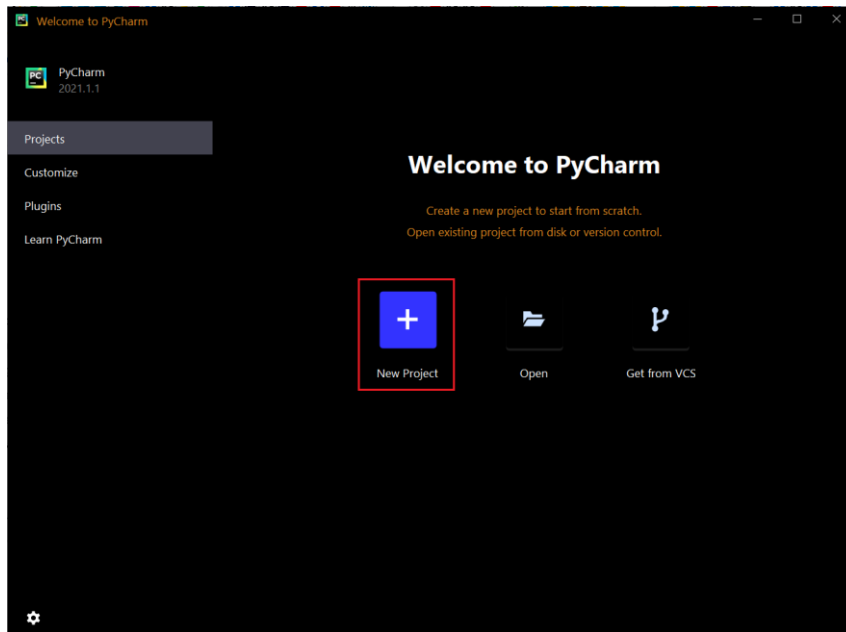 Welcome to PyCharm
PC
PyCharm
2021.1.1
Projects
Customize
Plugins
Learn PyCharm
Welcome to PyCharm
Create a new project to start from scratch.
Open existing project from disk or version control.
New Project
Open
Get from VCS